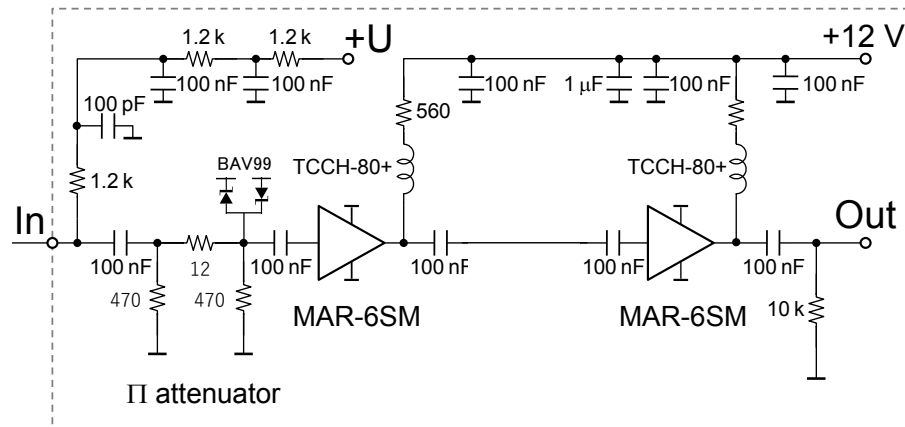 1.2 k
1.2 k
+U
+12 V
100 nF
100 nF
100 nF
1 μF
100 nF
100 nF
100 pF
560
BAV99
TCCH-80+
TCCH-80+
1.2 k
In
Out
100 nF
12
100 nF
100 nF
100 nF
100 nF
470
470
MAR-6SM
MAR-6SM
10 k
Π attenuator